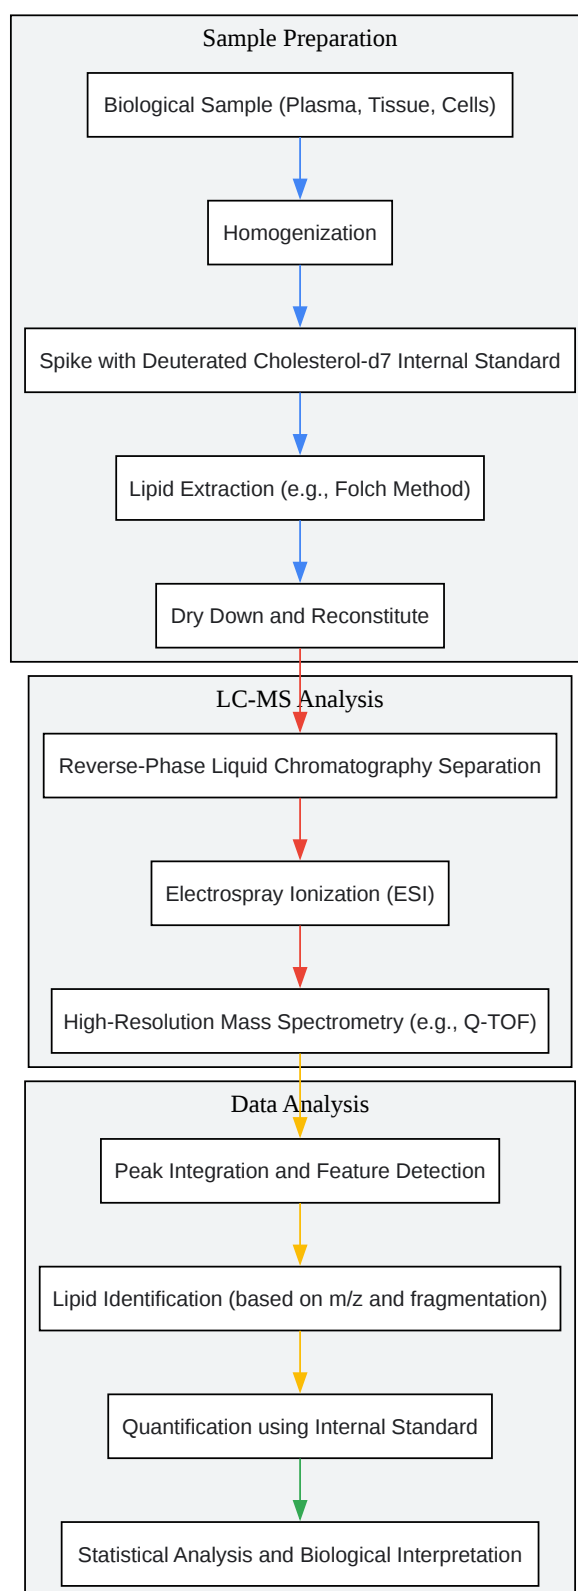 Sample Preparation
Biological Sample (Plasma, Tissue, Cells)
Homogenization
Spike with Deuterated Cholesterol-d7 Internal Standard
Lipid Extraction (e.g., Folch Method)
Dry Down and Reconstitute
LC-MS Analysis
Reverse-Phase Liquid Chromatography Separation
Electrospray Ionization (ESI)
High-Resolution Mass Spectrometry (e.g., Q-TOF)
Data Analysis
Peak Integration and Feature Detection
Lipid Identification (based on m/z and fragmentation)
Quantification using Internal Standard
Statistical Analysis and Biological Interpretation